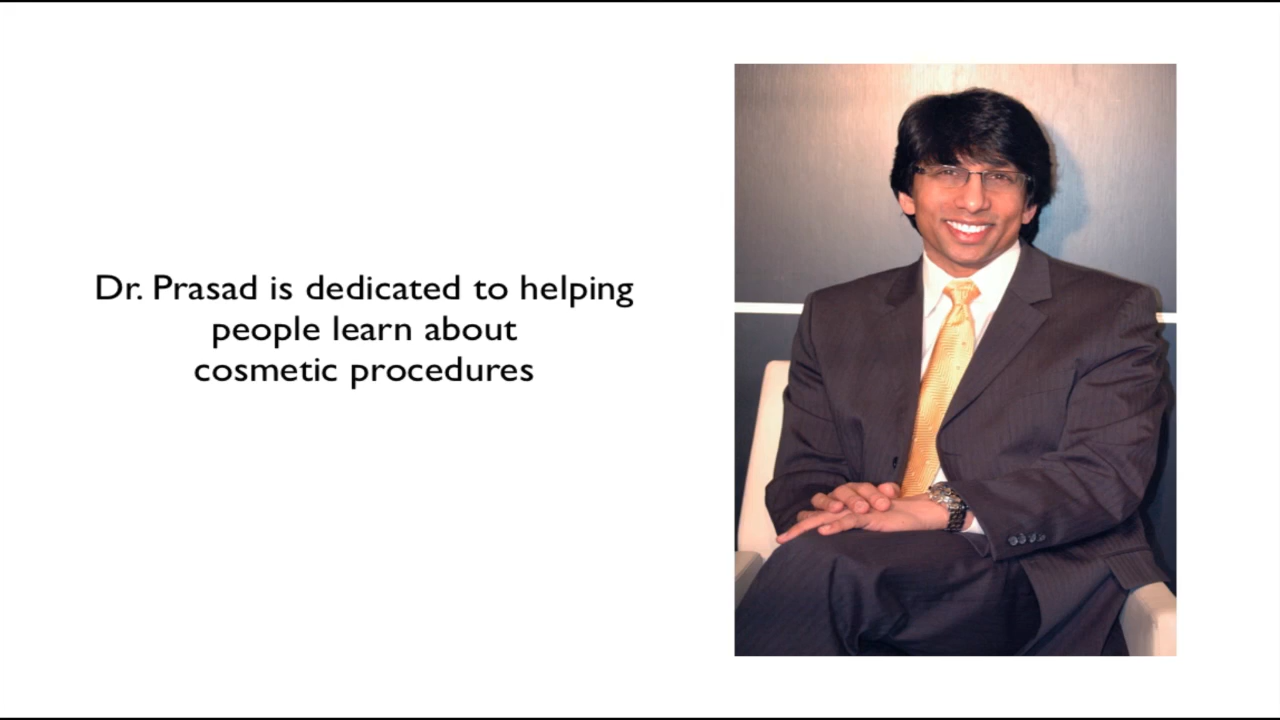 Dr. Prasad is dedicated to helping
people learn about
cosmetic procedures